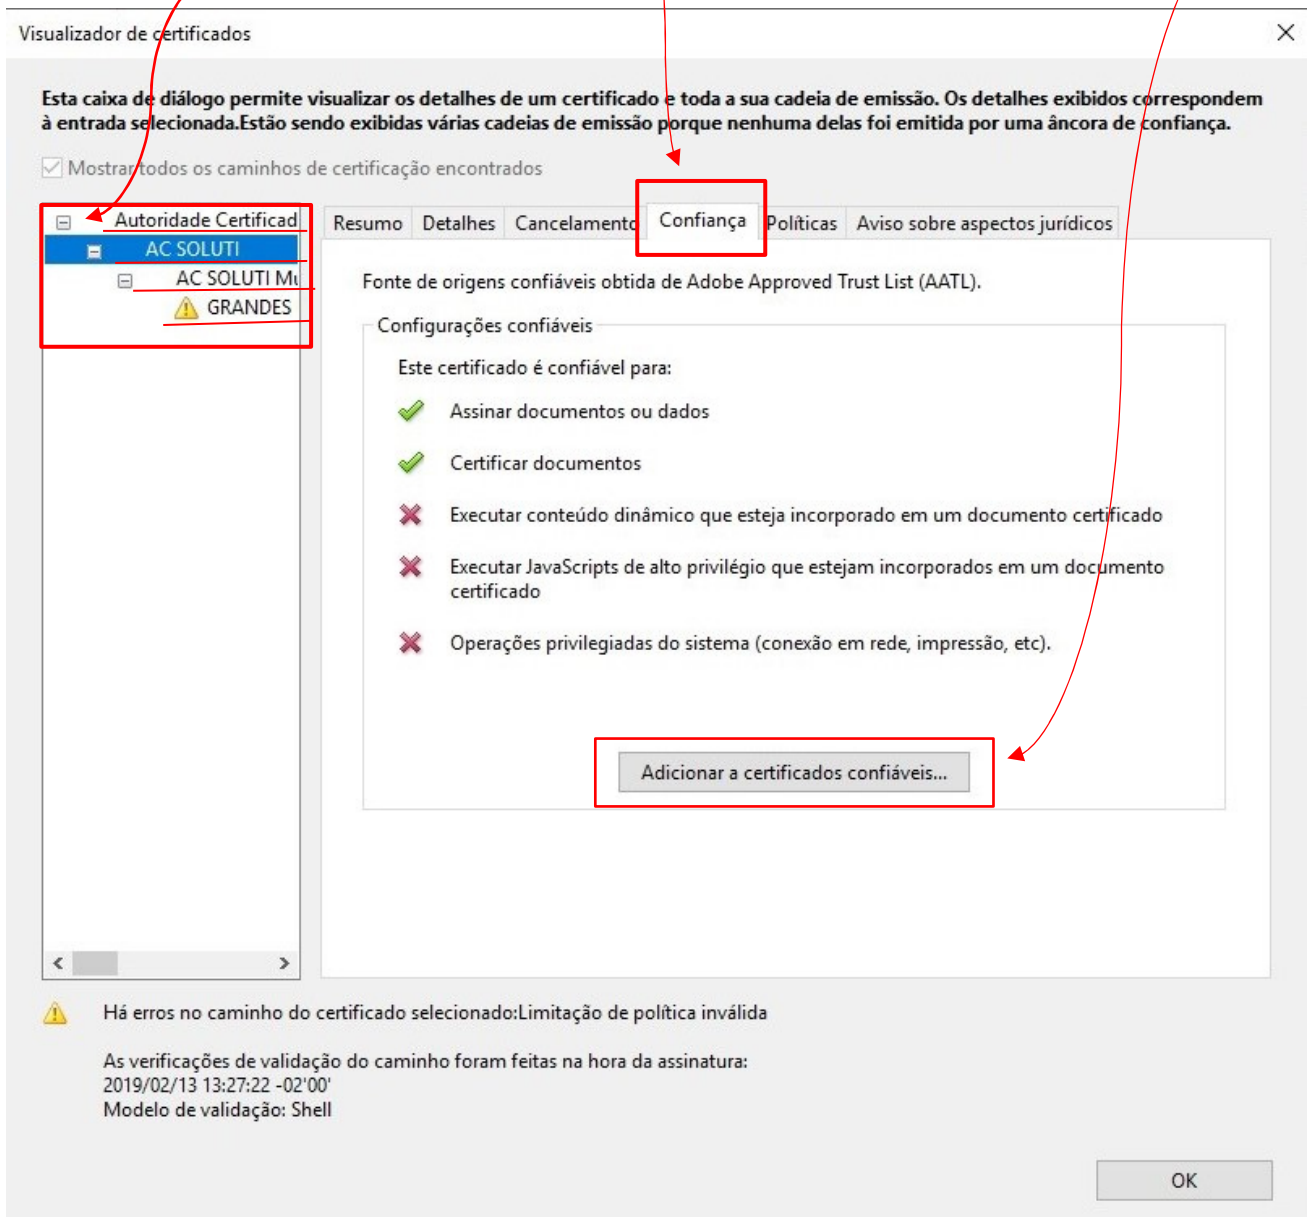 Visualizador de certificados
Esta caixa de diálogo permite visualizar os detalhes de um certificado e toda a sua cadeia de emissão. Os detalhes exibidos correspondem
à entrada selecionada.Estão sendo exibidas várias cadeias de emissão porque nenhuma delas foi emitida por uma âncora de confiança.
Mostrar todos os caminhos de certificação encontrados
Autoridade Certificad
AC SOLUTI
AC SOLUTI Mu
GRANDES
Resumo Detalhes Cancelamento Confiança Políticas Aviso sobre aspectos jurídicos
Fonte de origens confiáveis obtida de Adobe Approved Trust List (AATL).
Configurações confiáveis
Este certificado é confiável para:
Assinar documentos ou dados
Certificar documentos
Executar conteúdo dinâmico que esteja incorporado em um documento certificado
Executar JavaScripts de alto privilégio que estejam incorporados em um documento
certificado
Operações privilegiadas do sistema (conexão em rede, impressão, etc).
Adicionar a certificados confiáveis...
Há erros no caminho do certificado selecionado:Limitação de política inválida
As verificações de validação do caminho foram feitas na hora da assinatura:
2019/02/13 13:27:22 -02'00'
Modelo de validação: Shell
OK